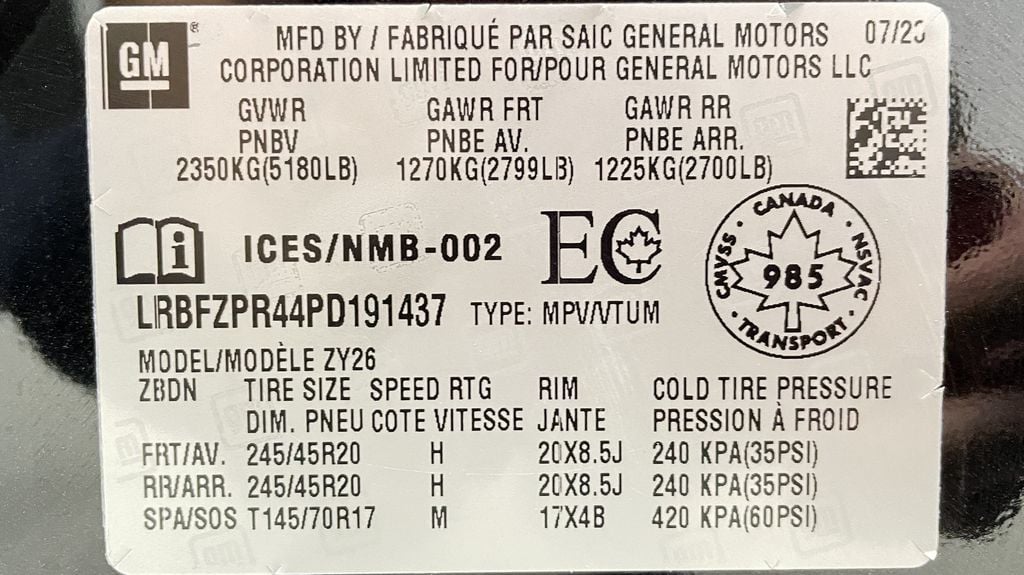 GM
MFD BY / FABRIQUÉ PAR SAIC GENERAL MOTORS 07/23
CORPORATION LIMITED FOR/POUR GENERAL MOTORS LLC
GVWR GAWR FRT GAWR RR
PNBV PNBE AV. PNBE ARR.
2350KG(5180LB) 1270KG(2799LB) 1225KG(2700LB)
ICES/NMB-002 EC
CANADA
CMVSS 985 NSVAC
TRANSPORT
LRBFZPR44PD191437 TYPE: MPV/VTUM
MODEL/MODÈLE ZY26
ZBDN TIRE SIZE SPEED RTG RIM COLD TIRE PRESSURE
DIM. PNEU COTE VITESSE JANTE PRESSION À FROID
FRT/AV. 245/45R20 H 20X8.5J 240 KPA(35PSI)
RR/ARR. 245/45R20 H 20X8.5J 240 KPA(35PSI)
SPA/SOS T145/70R17 M 17X4B 420 KPA(60PSI)